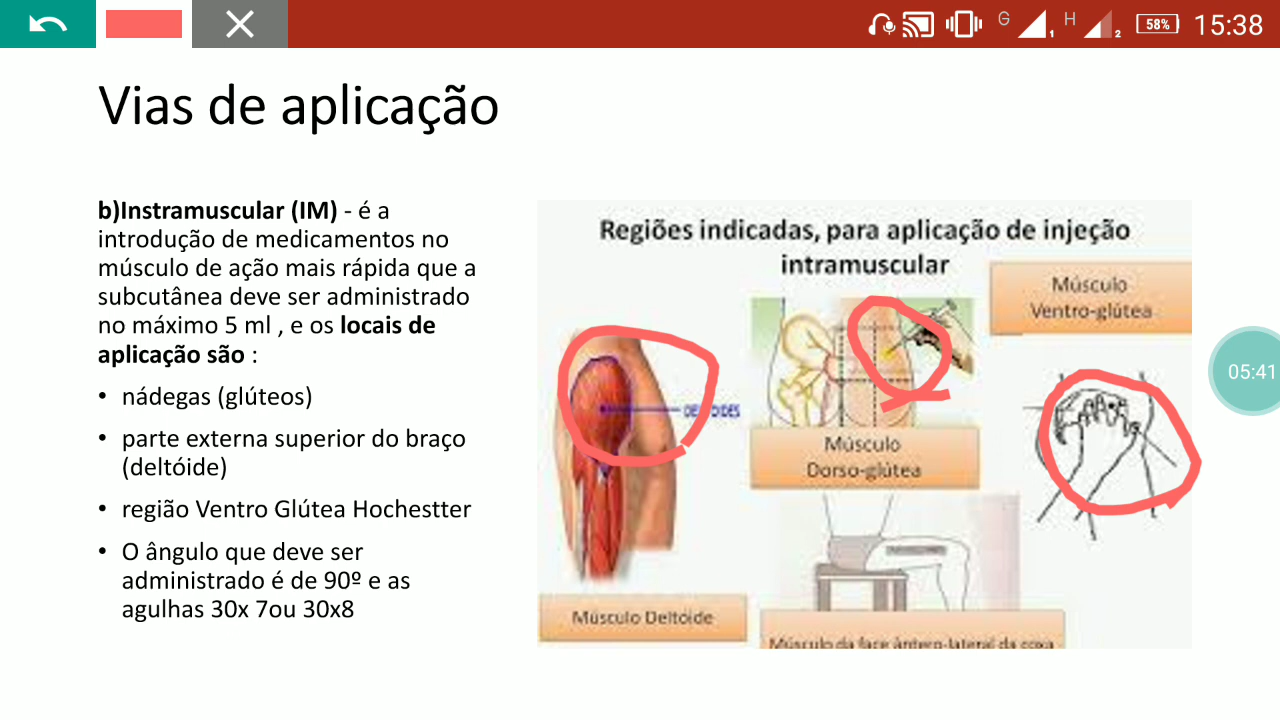 G 1 H 2 58% 15:38
Vias de aplicação
b)Instramuscular (IM) - é a
introdução de medicamentos no
músculo de ação mais rápida que a
subcutânea deve ser administrado
no máximo 5 ml , e os locais de
aplicação são :
• nádegas (glúteos)
• parte externa superior do braço
(deltóide)
• região Ventro Glútea Hochestter
• O ângulo que deve ser
administrado é de 90º e as
agulhas 30x 7ou 30x8
Regiões indicadas, para aplicação de injeção
intramuscular
Músculo
Ventro-glútea
DELTOIDES
Músculo
Dorso-glútea
Músculo Deltóide
Músculo da face ântero-lateral da coxa
05:41